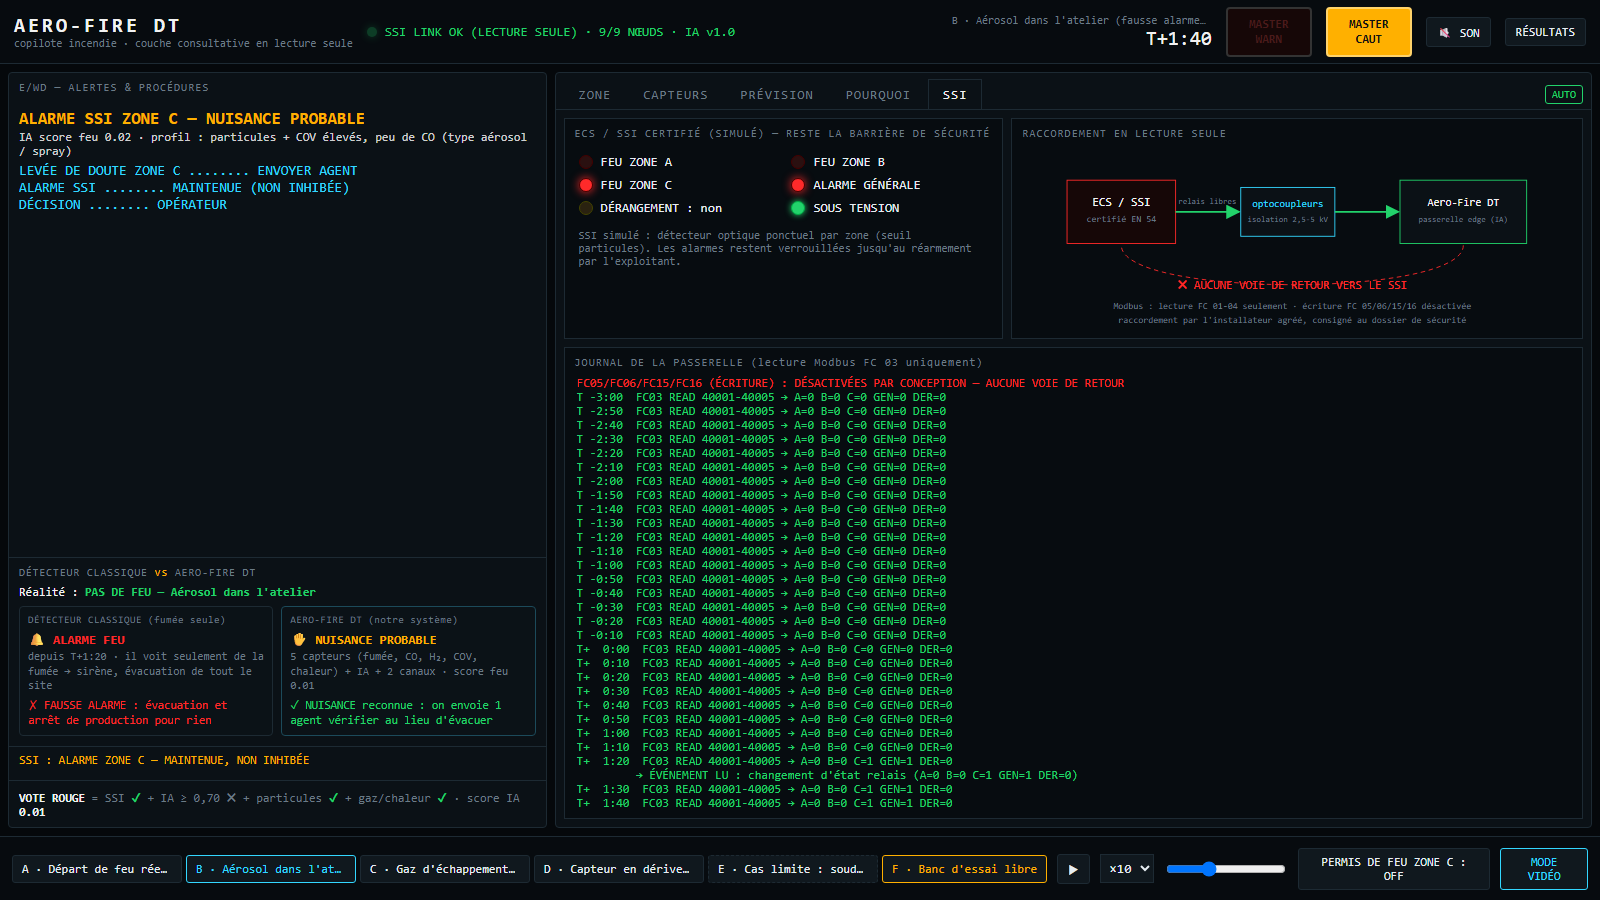 AERO-FIRE DT
copilote incendie · couche consultative en lecture seule
SSI LINK OK (LECTURE SEULE) · 9/9 NŒUDS · IA v1.0
B · Aérosol dans l'atelier (fausse alarme…
T+1:40
MASTER
WARN
MASTER
CAUT
SON
RÉSULTATS
E/WD — ALERTES & PROCÉDURES
ALARME SSI ZONE C — NUISANCE PROBABLE
IA score feu 0.02 · profil : particules + COV élevés, peu de CO (type aérosol
/ spray)
LEVÉE DE DOUTE ZONE C ........ ENVOYER AGENT
ALARME SSI ........ MAINTENUE (NON INHIBÉE)
DÉCISION ........ OPÉRATEUR
DÉTECTEUR CLASSIQUE vs AERO-FIRE DT
Réalité : PAS DE FEU — Aérosol dans l'atelier
DÉTECTEUR CLASSIQUE (fumée seule)
ALARME FEU
depuis T+1:20 · il voit seulement de la
fumée → sirène, évacuation de tout le
site
✗ FAUSSE ALARME : évacuation et
arrêt de production pour rien
AERO-FIRE DT (notre système)
NUISANCE PROBABLE
5 capteurs (fumée, CO, H₂, COV,
chaleur) + IA + 2 canaux · score feu
0.01
✓ NUISANCE reconnue : on envoie 1
agent vérifier au lieu d'évacuer
SSI : ALARME ZONE C — MAINTENUE, NON INHIBÉE
VOTE ROUGE = SSI ✓ + IA ≥ 0,70 ✕ + particules ✓ + gaz/chaleur ✓ · score IA
0.01
ZONE
CAPTEURS
PRÉVISION
POURQUOI
SSI
AUTO
ECS / SSI CERTIFIÉ (SIMULÉ) — RESTE LA BARRIÈRE DE SÉCURITÉ
FEU ZONE A
FEU ZONE B
FEU ZONE C
ALARME GÉNÉRALE
DÉRANGEMENT : non
SOUS TENSION
SSI simulé : détecteur optique ponctuel par zone (seuil
particules). Les alarmes restent verrouillées jusqu'au réarmement
par l'exploitant.
RACCORDEMENT EN LECTURE SEULE
ECS / SSI
certifié EN 54
relais libres
optocoupleurs
isolation 2,5-5 kV
Aero-Fire DT
passerelle edge (IA)
✕ AUCUNE VOIE DE RETOUR VERS LE SSI
Modbus : lecture FC 01-04 seulement · écriture FC 05/06/15/16 désactivée
raccordement par l'installateur agréé, consigné au dossier de sécurité
JOURNAL DE LA PASSERELLE (lecture Modbus FC 03 uniquement)
FC05/FC06/FC15/FC16 (ÉCRITURE) : DÉSACTIVÉES PAR CONCEPTION — AUCUNE VOIE DE RETOUR
T -3:00  FC03 READ 40001-40005 → A=0 B=0 C=0 GEN=0 DER=0
T -2:50  FC03 READ 40001-40005 → A=0 B=0 C=0 GEN=0 DER=0
T -2:40  FC03 READ 40001-40005 → A=0 B=0 C=0 GEN=0 DER=0
T -2:30  FC03 READ 40001-40005 → A=0 B=0 C=0 GEN=0 DER=0
T -2:20  FC03 READ 40001-40005 → A=0 B=0 C=0 GEN=0 DER=0
T -2:10  FC03 READ 40001-40005 → A=0 B=0 C=0 GEN=0 DER=0
T -2:00  FC03 READ 40001-40005 → A=0 B=0 C=0 GEN=0 DER=0
T -1:50  FC03 READ 40001-40005 → A=0 B=0 C=0 GEN=0 DER=0
T -1:40  FC03 READ 40001-40005 → A=0 B=0 C=0 GEN=0 DER=0
T -1:30  FC03 READ 40001-40005 → A=0 B=0 C=0 GEN=0 DER=0
T -1:20  FC03 READ 40001-40005 → A=0 B=0 C=0 GEN=0 DER=0
T -1:10  FC03 READ 40001-40005 → A=0 B=0 C=0 GEN=0 DER=0
T -1:00  FC03 READ 40001-40005 → A=0 B=0 C=0 GEN=0 DER=0
T -0:50  FC03 READ 40001-40005 → A=0 B=0 C=0 GEN=0 DER=0
T -0:40  FC03 READ 40001-40005 → A=0 B=0 C=0 GEN=0 DER=0
T -0:30  FC03 READ 40001-40005 → A=0 B=0 C=0 GEN=0 DER=0
T -0:20  FC03 READ 40001-40005 → A=0 B=0 C=0 GEN=0 DER=0
T -0:10  FC03 READ 40001-40005 → A=0 B=0 C=0 GEN=0 DER=0
T+  0:00  FC03 READ 40001-40005 → A=0 B=0 C=0 GEN=0 DER=0
T+  0:10  FC03 READ 40001-40005 → A=0 B=0 C=0 GEN=0 DER=0
T+  0:20  FC03 READ 40001-40005 → A=0 B=0 C=0 GEN=0 DER=0
T+  0:30  FC03 READ 40001-40005 → A=0 B=0 C=0 GEN=0 DER=0
T+  0:40  FC03 READ 40001-40005 → A=0 B=0 C=0 GEN=0 DER=0
T+  0:50  FC03 READ 40001-40005 → A=0 B=0 C=0 GEN=0 DER=0
T+  1:00  FC03 READ 40001-40005 → A=0 B=0 C=0 GEN=0 DER=0
T+  1:10  FC03 READ 40001-40005 → A=0 B=0 C=0 GEN=0 DER=0
T+  1:20  FC03 READ 40001-40005 → A=0 B=0 C=1 GEN=1 DER=0
→ ÉVÉNEMENT LU : changement d'état relais (A=0 B=0 C=1 GEN=1 DER=0)
T+  1:30  FC03 READ 40001-40005 → A=0 B=0 C=1 GEN=1 DER=0
T+  1:40  FC03 READ 40001-40005 → A=0 B=0 C=1 GEN=1 DER=0
A · Départ de feu rée…
B · Aérosol dans l'at…
C · Gaz d'échappement…
D · Capteur en dérive…
E · Cas limite : soud…
F · Banc d'essai libre
x10
PERMIS DE FEU ZONE C :
OFF
MODE
VIDÉO